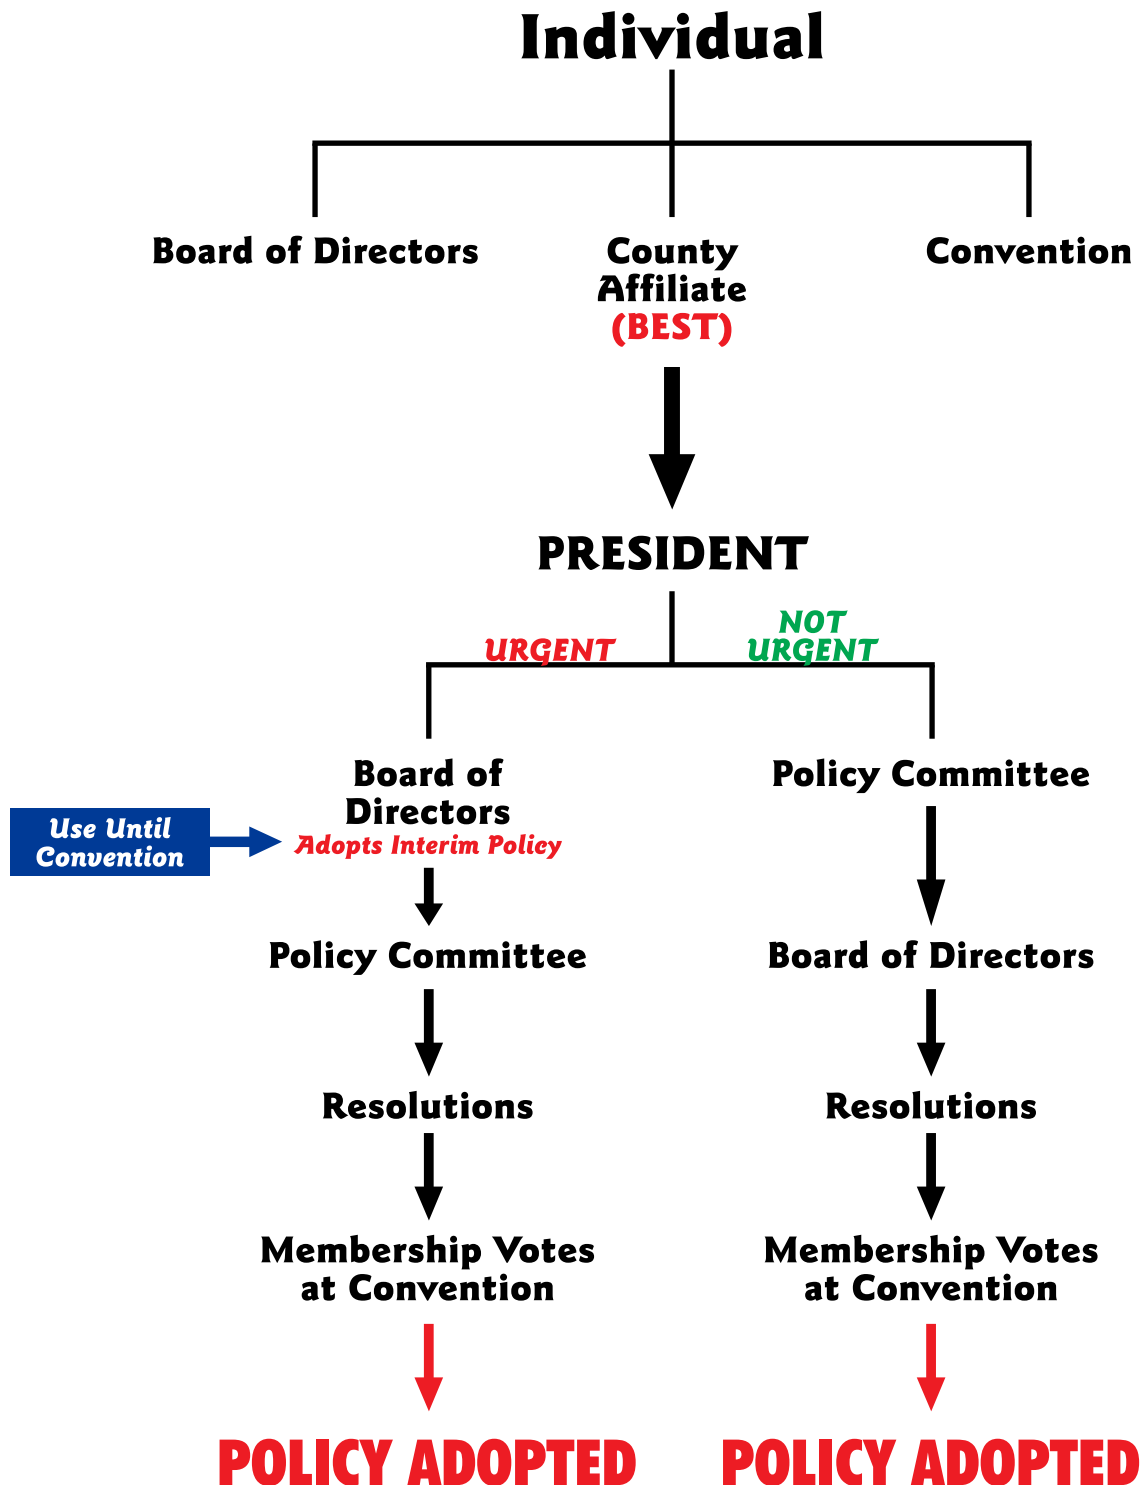 Individual
Board of Directors
County
Affiliate
(BEST)
Convention
PRESIDENT
URGENT
NOT
URGENT
Board of
Directors
Adopts Interim Policy
Use Until
Convention
Policy Committee
Resolutions
Membership Votes
at Convention
POLICY ADOPTED
Policy Committee
Board of Directors
Resolutions
Membership Votes
at Convention
POLICY ADOPTED